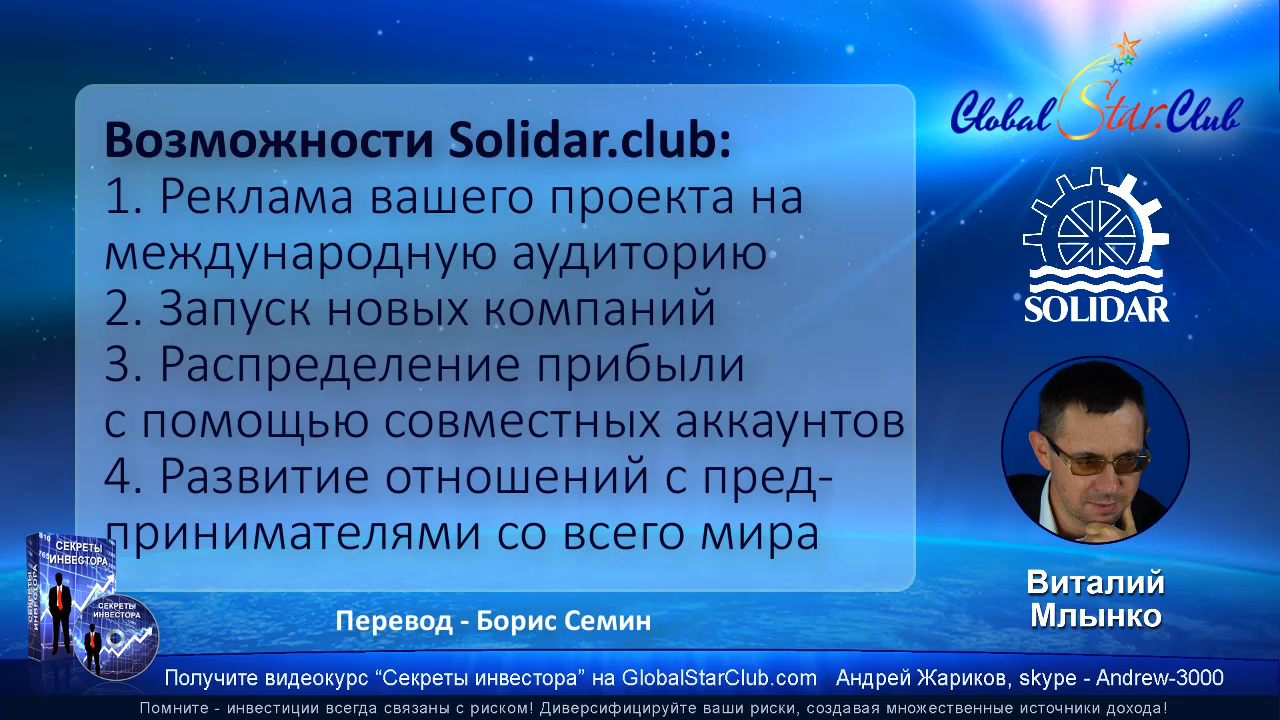 Возможности Solidar.club:
1. Реклама вашего проекта на
международную аудиторию
2. Запуск новых компаний
3. Распределение прибыли
с помощью совместных аккаунтов
4. Развитие отношений с пред-
принимателями со всего мира
Global Star.Club
SOLIDAR
Виталий
Млынко
СЕКРЕТЫ
ИНВЕСТОРА
СЕКРЕТЫ
ИНВЕСТОРА
СЕКРЕТЫ
ИНВЕСТОРА
Перевод - Борис Семин
Получите видеокурс “Секреты инвестора” на GlobalStarClub.com Андрей Жариков, skype - Andrew-3000
Помните - инвестиции всегда связаны с риском! Диверсифицируйте ваши риски, создавая множественные источники дохода!